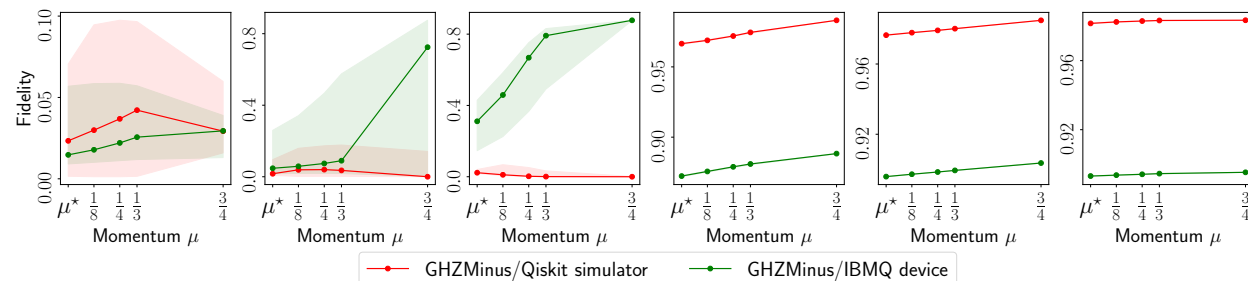 Fidelity
0.10
0.05
0.00
μ* 1/8 1/4 1/3 3/4
Momentum μ
0.8
0.4
0.0
μ* 1/8 1/4 1/3 3/4
Momentum μ
0.8
0.4
0.0
μ* 1/8 1/4 1/3 3/4
Momentum μ
0.95
0.90
μ* 1/8 1/4 1/3 3/4
Momentum μ
0.96
0.92
μ* 1/8 1/4 1/3 3/4
Momentum μ
0.96
0.92
μ* 1/8 1/4 1/3 3/4
Momentum μ
GHZMinus/Qiskit simulator
GHZMinus/IBMQ device